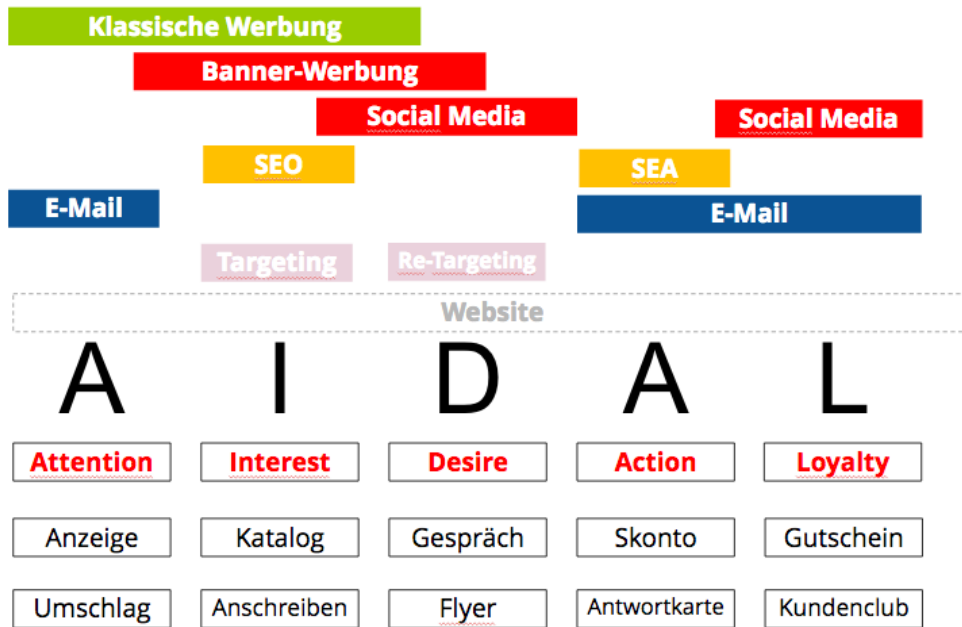 Klassische Werbung
Banner-Werbung
Social Media
Social Media
SEO
SEA
E-Mail
E-Mail
Targeting
Re-Targeting
Website
A I D A L
Attention Interest Desire Action Loyalty
Anzeige Katalog Gespräch Skonto Gutschein
Umschlag Anschreiben Flyer Antwortkarte Kundenclub